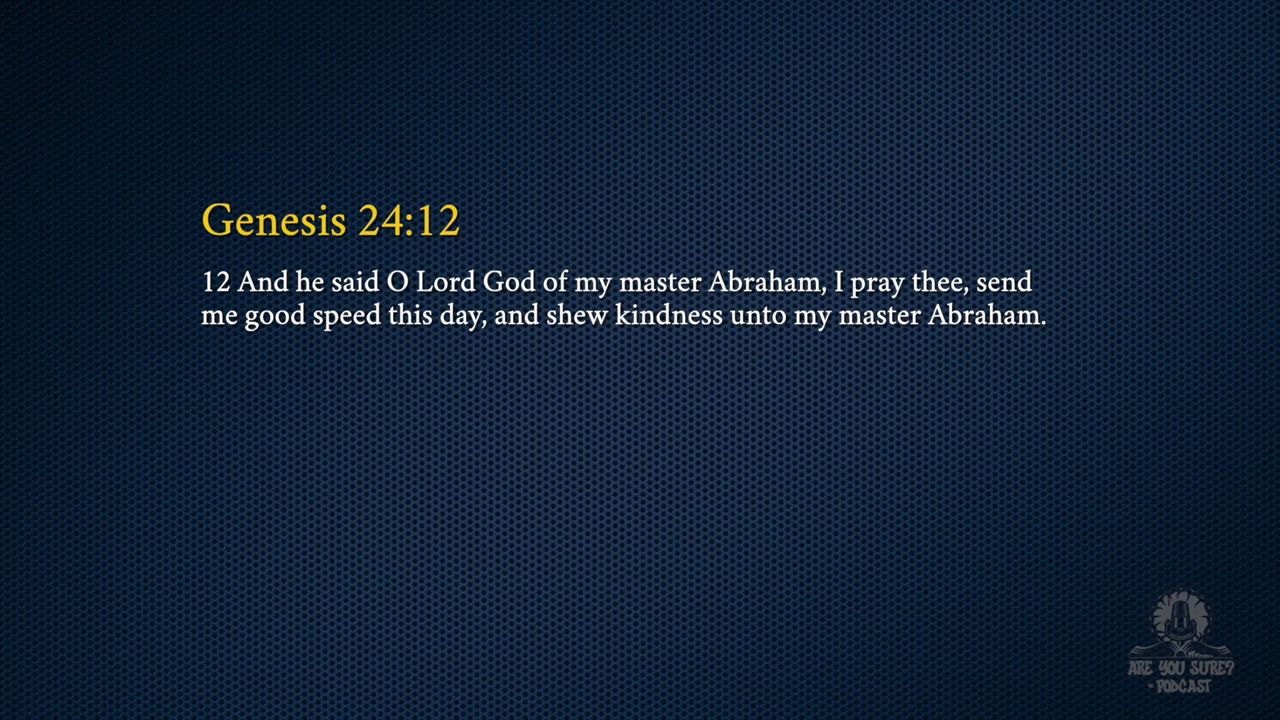 Genesis 24:12
12 And he said O Lord God of my master Abraham, I pray thee, send
me good speed this day, and shew kindness unto my master Abraham.
ARE YOU SURE?
PODCAST